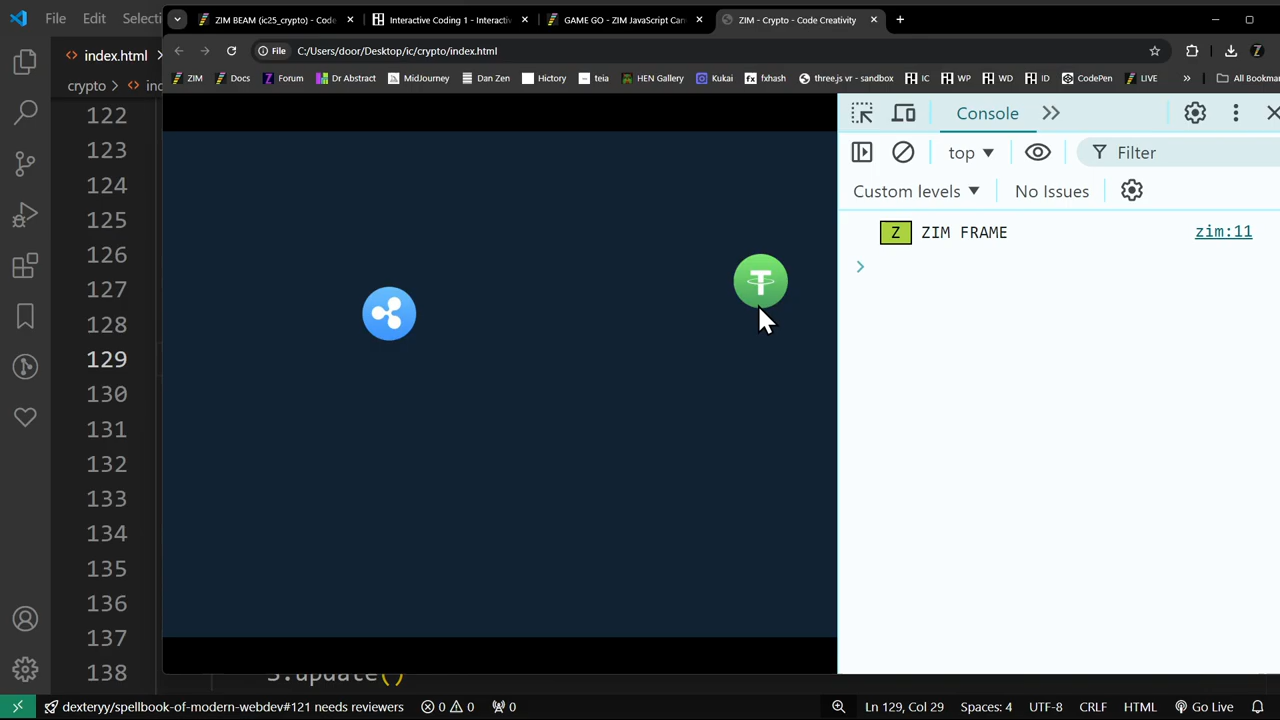 File Edit Selecti
ZIM BEAM (ic25_crypto) - Code
Interactive Coding 1 - Interactiv
GAME GO - ZIM JavaScript Can
ZIM - Crypto - Code Creativity
index.html
File C:/Users/door/Desktop/ic/crypto/index.html
ZIM Docs Forum Dr Abstract MidJourney Dan Zen Hictory teia HEN Gallery Kukai fxhash three.js vr - sandbox IC WP WD ID CodePen LIVE » All Bookmar
crypto > ind
Console
top
Filter
Custom levels
No Issues
Z ZIM FRAME zim:11
T
122
123
124
125
126
127
128
129
130
131
132
133
134
135
136
137
138
S.update()
dexteryy/spellbook-of-modern-webdev#121 needs reviewers 0 0 0 Ln 129, Col 29 Spaces: 4 UTF-8 CRLF HTML Go Live